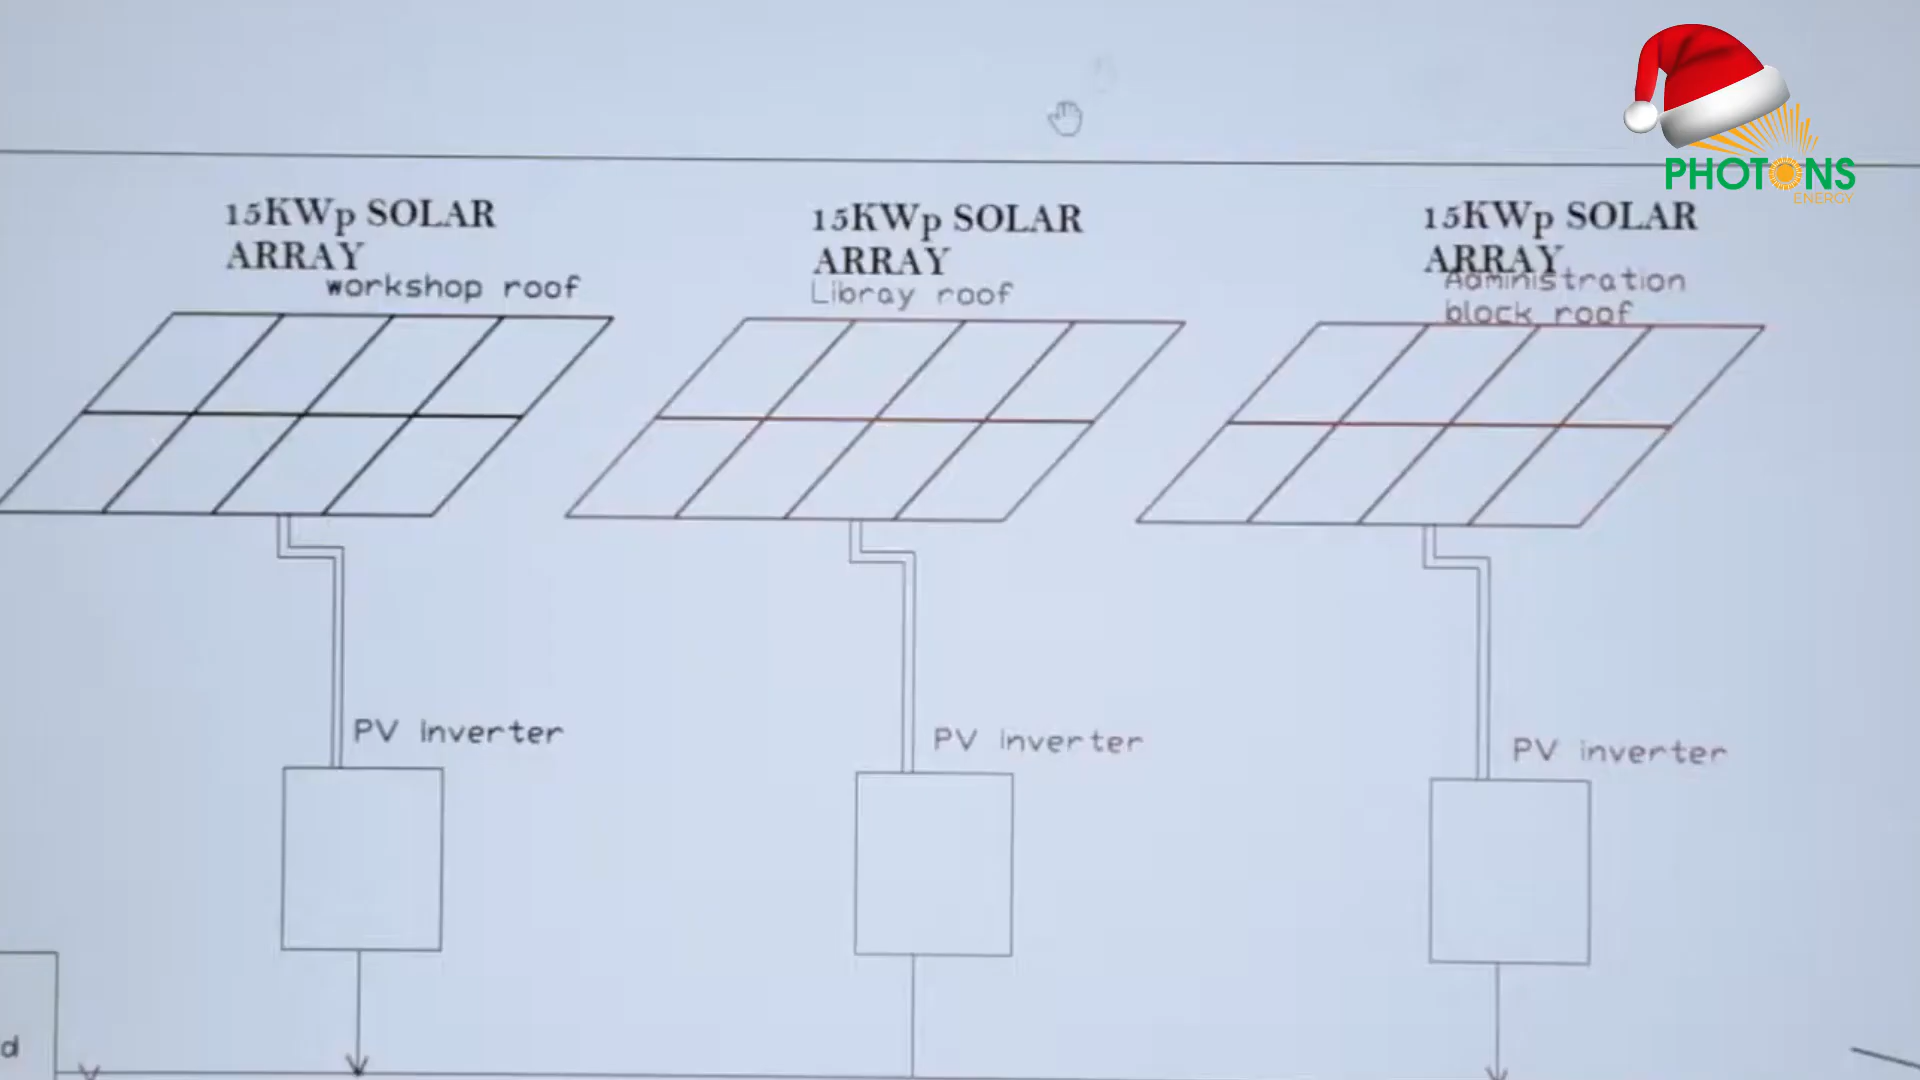 PHOTONS
ENERGY
15KWp SOLAR
ARRAY
workshop roof
15KWp SOLAR
ARRAY
Libray roof
15KWp SOLAR
ARRAY
Administration
block roof
PV inverter
PV inverter
PV inverter
d